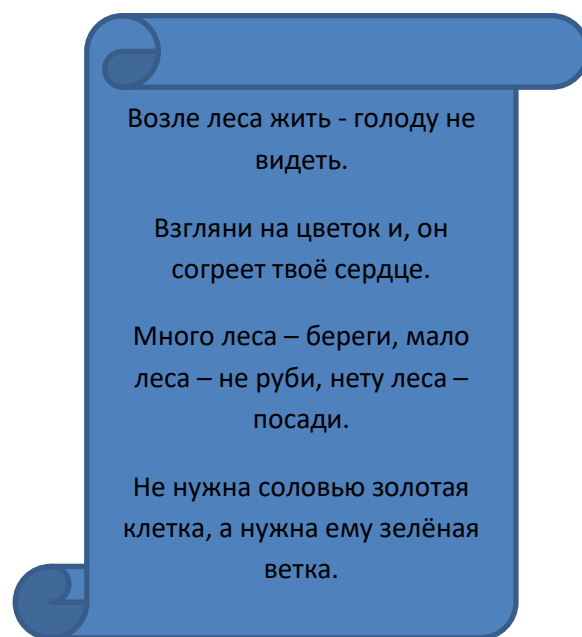 Возле леса жить - голоду не
видеть.
Взгляни на цветок и, он
согреет твоё сердце.
Много леса – береги, мало
леса – не руби, нету леса –
посади.
Не нужна соловью золотая
клетка, а нужна ему зелёная
ветка.